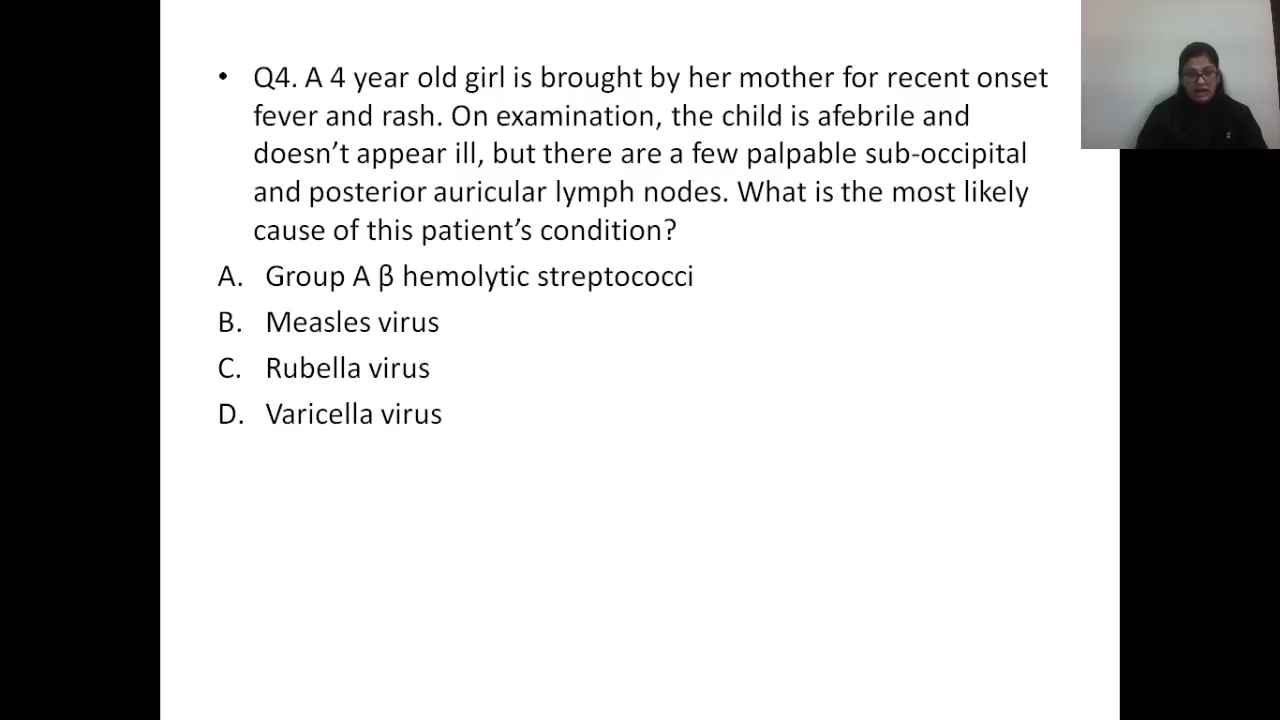 • Q4. A 4 year old girl is brought by her mother for recent onset
fever and rash. On examination, the child is afebrile and
doesn’t appear ill, but there are a few palpable sub-occipital
and posterior auricular lymph nodes. What is the most likely
cause of this patient’s condition?
A. Group A β hemolytic streptococci
B. Measles virus
C. Rubella virus
D. Varicella virus